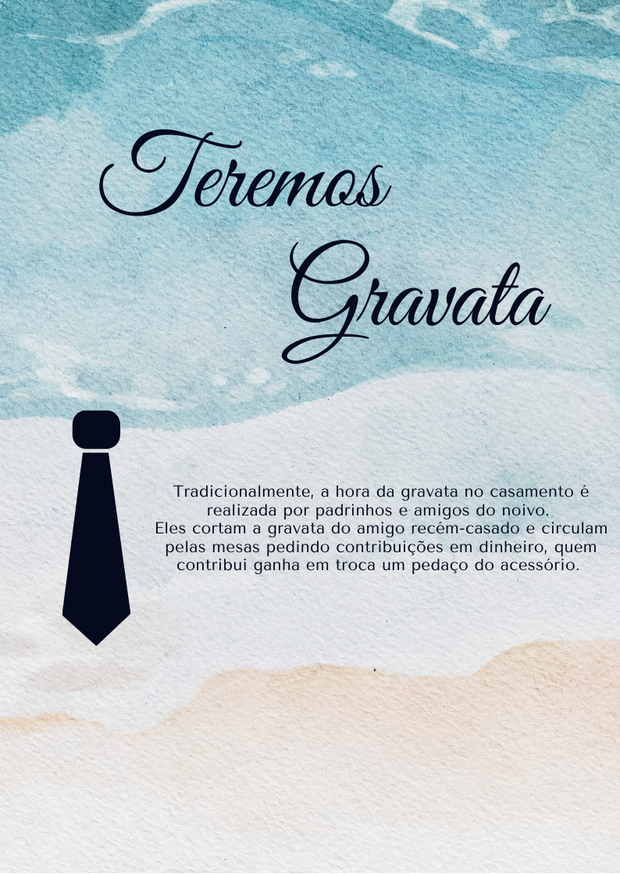 Teremos
Gravata
Tradicionalmente, a hora da gravata no casamento é
realizada por padrinhos e amigos do noivo.
Eles cortam a gravata do amigo recém-casado e circulam
pelas mesas pedindo contribuições em dinheiro, quem
contribui ganha em troca um pedaço do acessório.